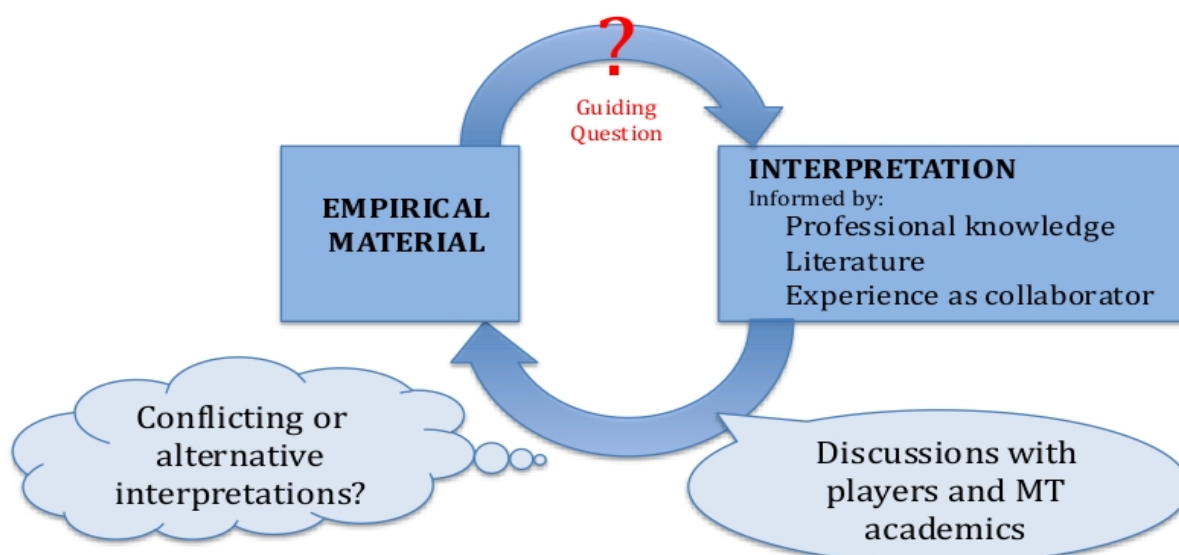 ?
Guiding
Question
EMPIRICAL
MATERIAL
INTERPRETATION
Informed by:
Professional knowledge
Literature
Experience as collaborator
Conflicting or
alternative
interpretations?
Discussions with
players and MT
academics